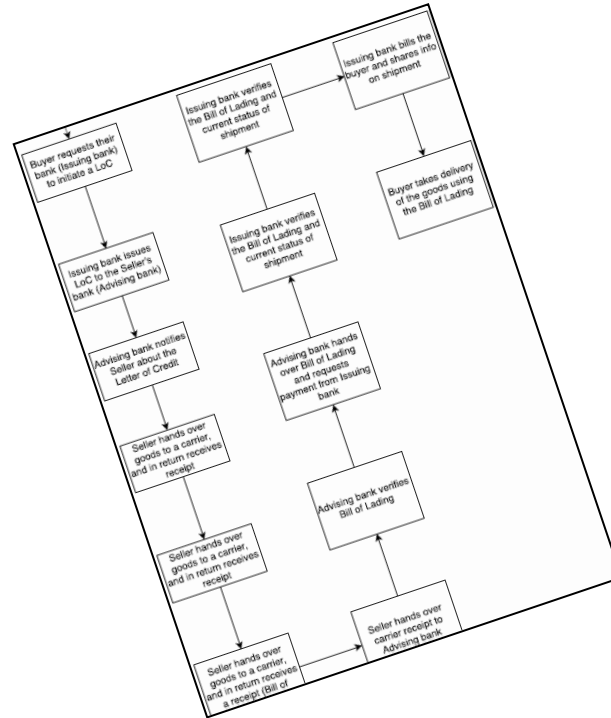 Buyer requests their
bank (Issuing bank)
to initiate a LoC
Issuing bank issues
LoC to the Seller's
bank (Advising bank)
Advising bank notifies
Seller about the
Letter of Credit
Seller hands over
goods to a carrier,
and in return receives
receipt
Seller hands over
goods to a carrier,
and in return receives
receipt
Seller hands over
goods to a carrier,
and in return receives
a receipt (Bill of
Seller hands over
carrier receipt to
Advising bank
Advising bank verifies
Bill of Lading
Advising bank hands
over Bill of Lading
and requests
payment from Issuing
bank
Issuing bank verifies
the Bill of Lading and
current status of
shipment
Issuing bank verifies
the Bill of Lading and
current status of
shipment
Issuing bank bills the
buyer and shares info
on shipment
Buyer takes delivery
of the goods using
the Bill of Lading